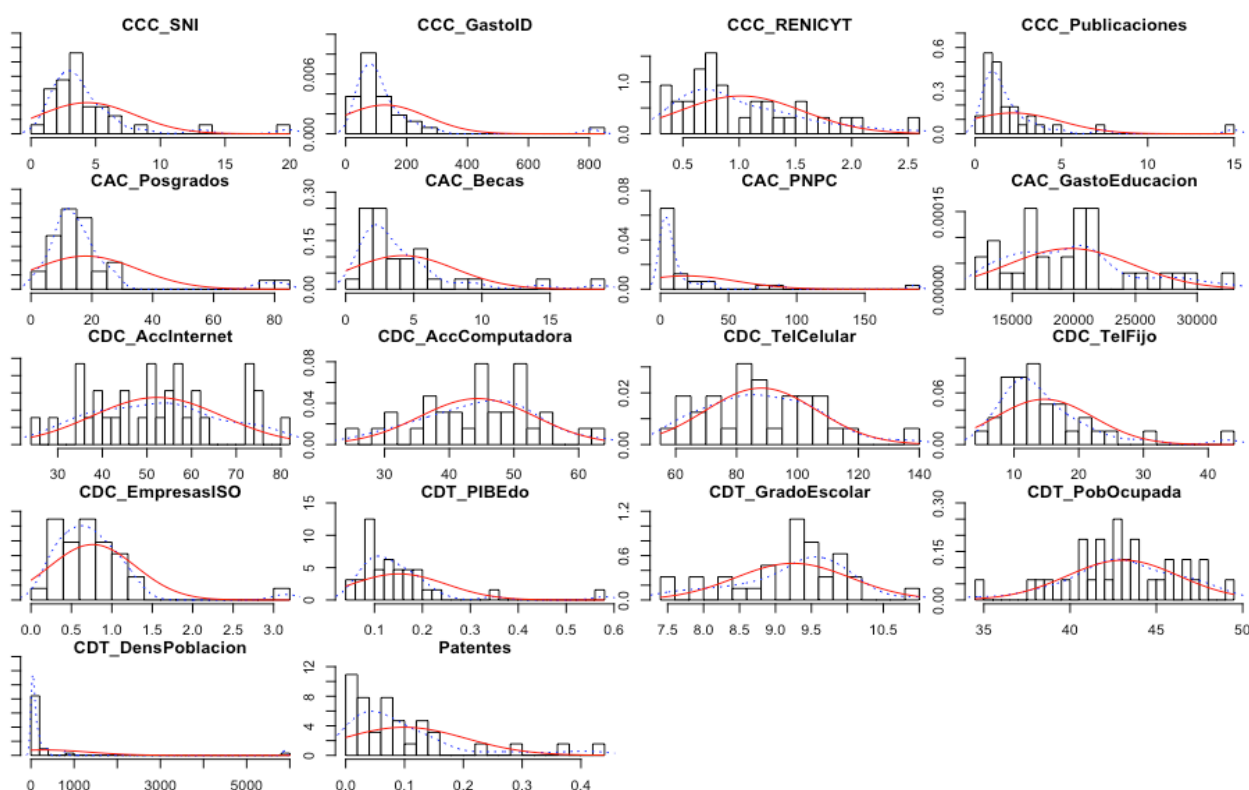 CCC_SNI CCC_GastoID CCC_RENICYT CCC_Publicaciones
0.000 0.006 0.0 1.0 0.0 0.3 0.6
0 5 10 15 20 0 200 400 600 800 0.5 1.0 1.5 2.0 2.5 0 5 10 15
CAC_Posgrados CAC_Becas CAC_PNPC CAC_GastoEducacion
0.00 0.10 0.20 0.30 0.00 0.04 0.08 0.00000 0.00015
0 20 40 60 80 0 5 10 15 0 50 100 150 15000 20000 25000 30000
CDC_AccInternet CDC_AccComputadora CDC_TelCelular CDC_TelFijo
0.00 0.04 0.08 0.00 0.02 0.00 0.06
30 40 50 60 70 80 30 40 50 60 60 80 100 120 140 10 20 30 40
CDC_EmpresasISO CDT_PIBEdo CDT_GradoEscolar CDT_PobOcupada
0 5 10 15 0.0 0.6 1.2 0.00 0.15 0.30
0.0 0.5 1.0 1.5 2.0 2.5 3.0 0.1 0.2 0.3 0.4 0.5 0.6 7.5 8.0 8.5 9.0 9.5 10.5 35 40 45 50
CDT_DensPoblacion Patentes
0 4 8 12
0 1000 3000 5000 0.0 0.1 0.2 0.3 0.4